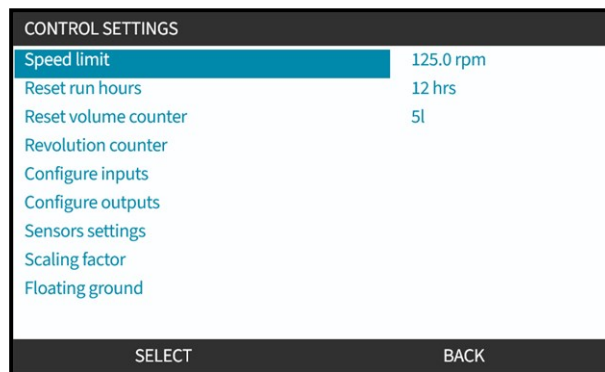 CONTROL SETTINGS
Speed limit 125.0 rpm
Reset run hours 12 hrs
Reset volume counter 5l
Revolution counter
Configure inputs
Configure outputs
Sensors settings
Scaling factor
Floating ground
SELECT BACK